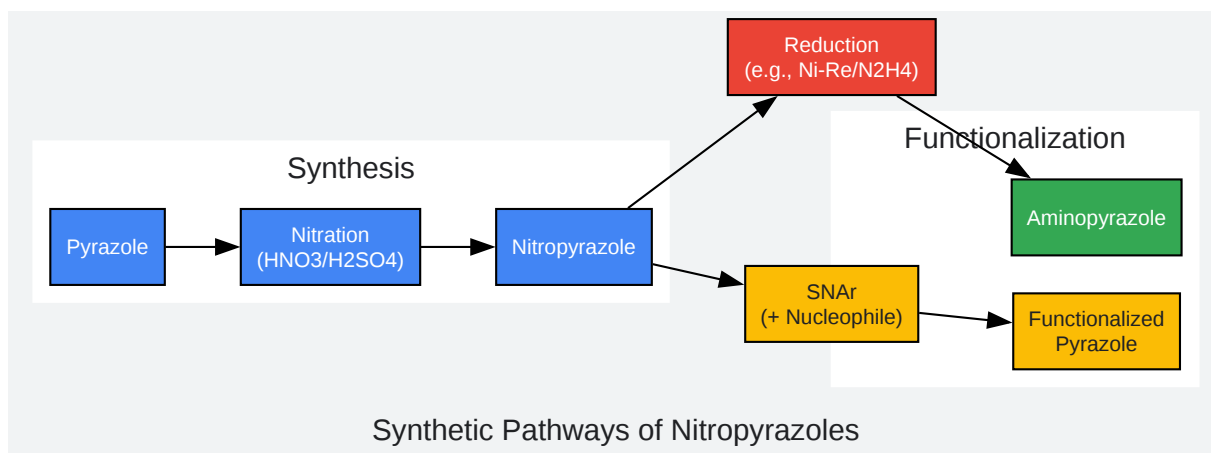 Reduction
(e.g., Ni-Re/N2H4)
Functionalization
Synthesis
Pyrazole
Nitration
(HNO3/H2SO4)
Nitropyrazole
Aminopyrazole
SNAr
(+ Nucleophile)
Functionalized
Pyrazole
Synthetic Pathways of Nitropyrazoles